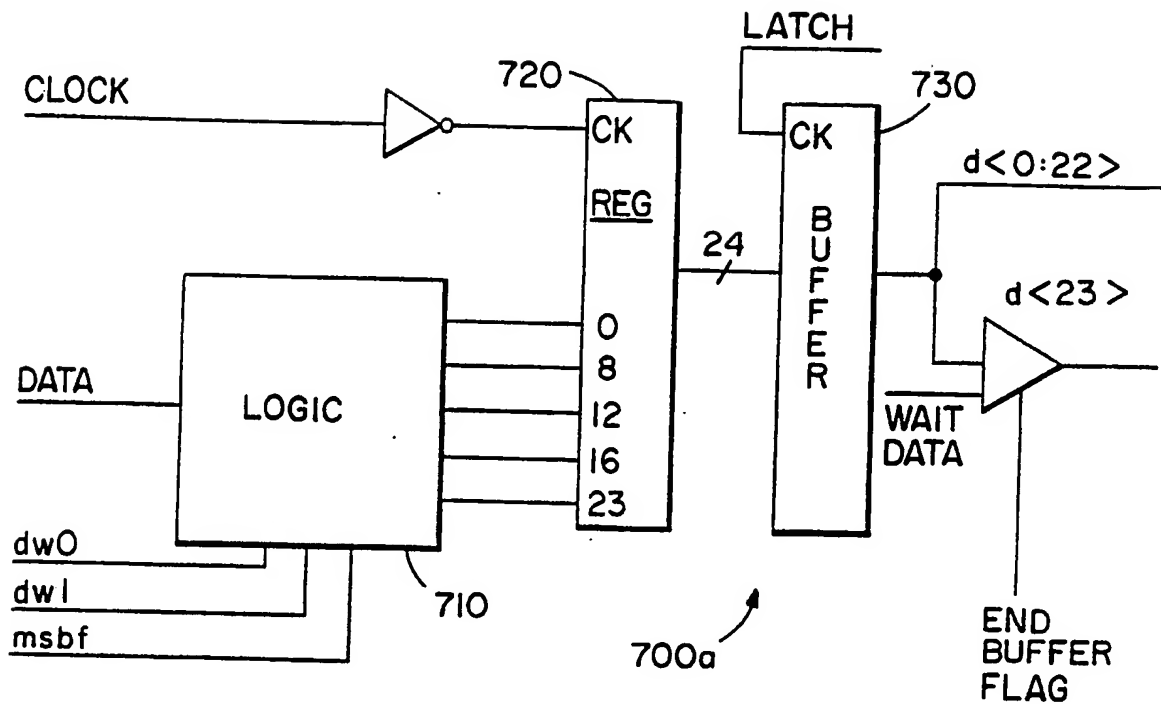 LATCH
720
730
CLOCK
CK
CK
d<0:22>
REG
BUFFER
24
d<23>
0
8
DATA
LOGIC
12
WAIT
DATA
16
23
dw0
dw1
710
msbf
700a
END
BUFFER
FLAG